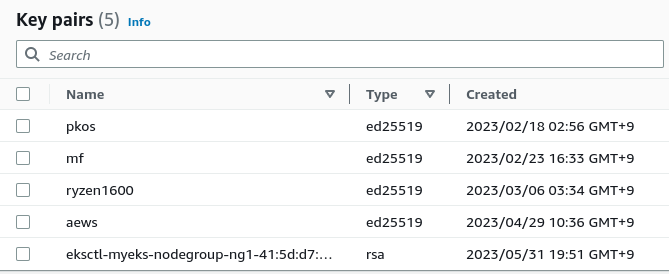 Key pairs (5) Info
Search
Name Type Created
pkos ed25519 2023/02/18 02:56 GMT+9
mf ed25519 2023/02/23 16:33 GMT+9
ryzen1600 ed25519 2023/03/06 03:34 GMT+9
aews ed25519 2023/04/29 10:36 GMT+9
eksctl-myeks-nodegroup-ng1-41:5d:d7:... rsa 2023/05/31 19:51 GMT+9